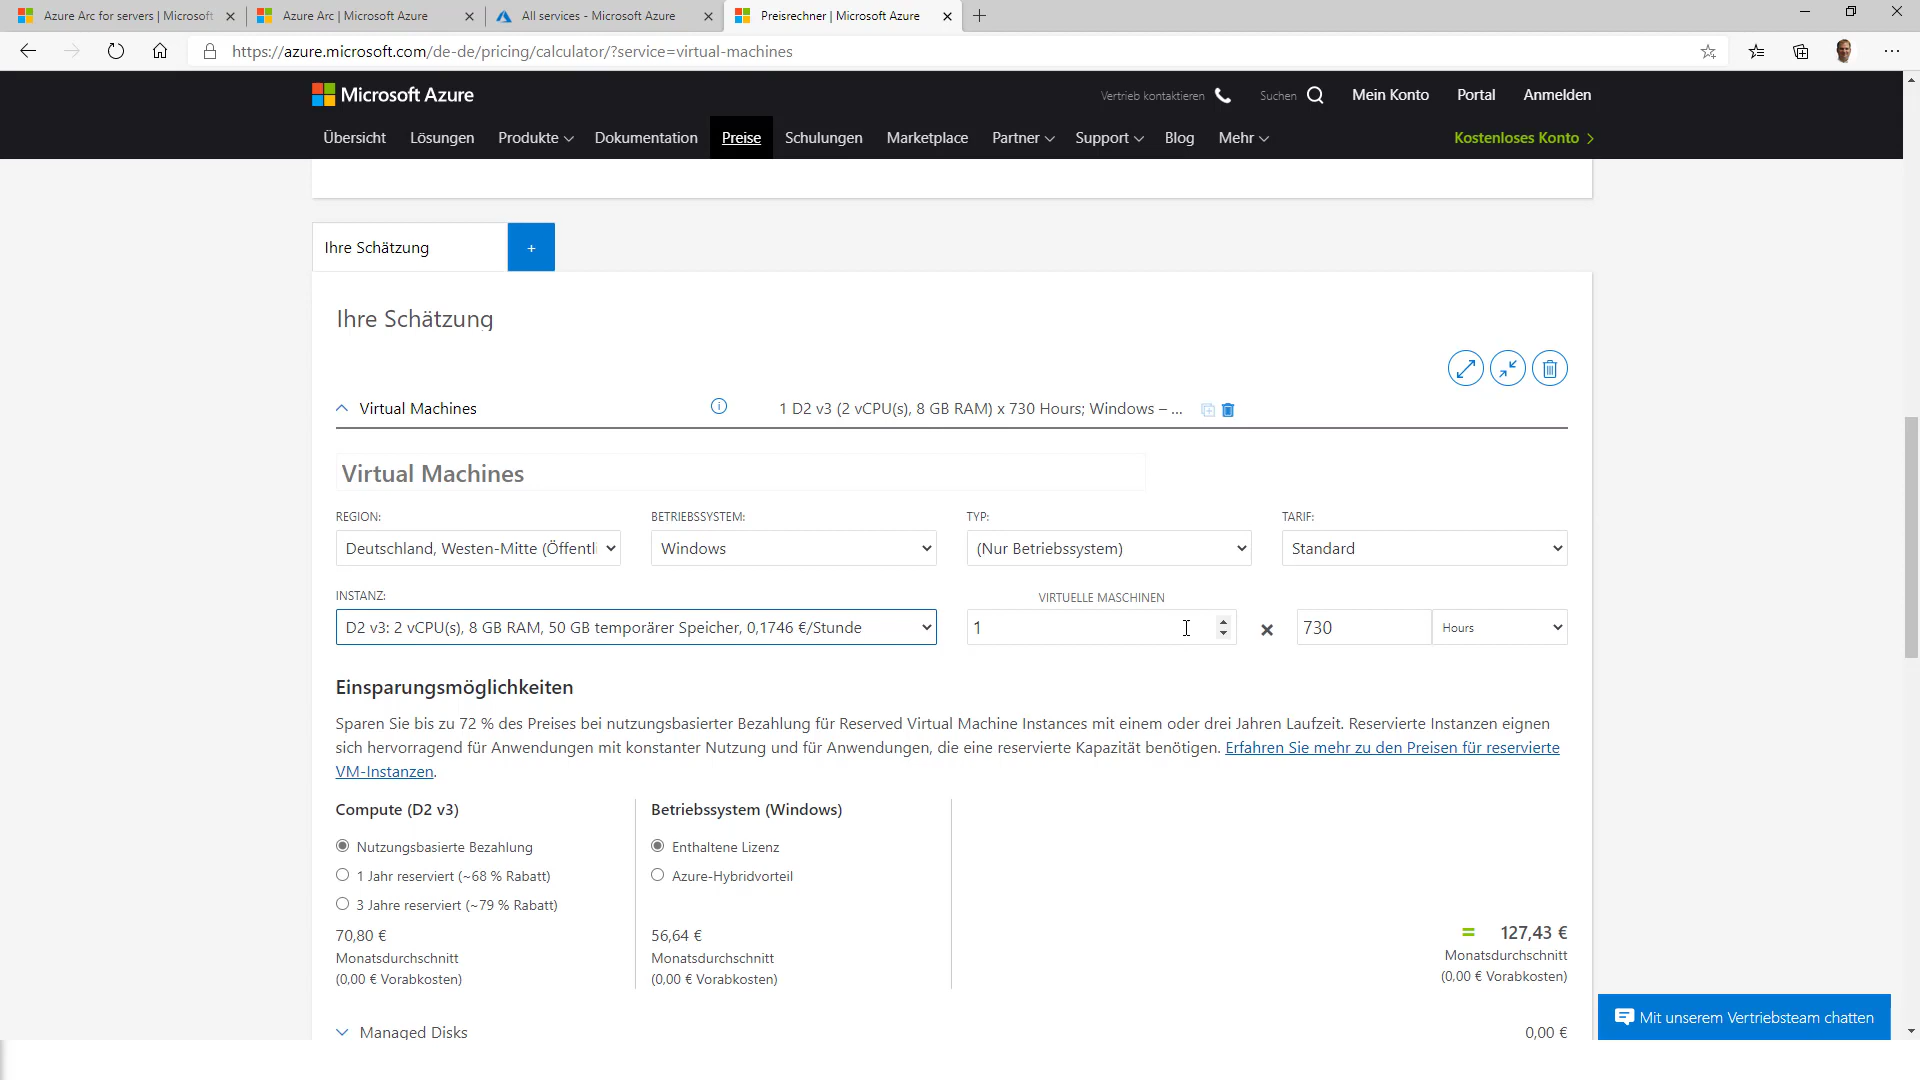 Azure Arc for servers | Microsoft
Azure Arc | Microsoft Azure
All services - Microsoft Azure
Preisrechner | Microsoft Azure
https://azure.microsoft.com/de-de/pricing/calculator/?service=virtual-machines
Microsoft Azure
Vertrieb kontaktieren
Suchen
Mein Konto
Portal
Anmelden
Übersicht
Lösungen
Produkte
Dokumentation
Preise
Schulungen
Marketplace
Partner
Support
Blog
Mehr
Kostenloses Konto
Ihre Schätzung
+
Ihre Schätzung
Virtual Machines
1 D2 v3 (2 vCPU(s), 8 GB RAM) x 730 Hours; Windows – ...
Virtual Machines
REGION:
BETRIEBSSYSTEM:
TYP:
TARIF:
Deutschland, Westen-Mitte (Öffentl
Windows
(Nur Betriebssystem)
Standard
INSTANZ:
VIRTUELLE MASCHINEN
D2 v3: 2 vCPU(s), 8 GB RAM, 50 GB temporärer Speicher, 0,1746 €/Stunde
1
730
Hours
Einsparungsmöglichkeiten
Sparen Sie bis zu 72 % des Preises bei nutzungsbasierter Bezahlung für Reserved Virtual Machine Instances mit einem oder drei Jahren Laufzeit. Reservierte Instanzen eignen
sich hervorragend für Anwendungen mit konstanter Nutzung und für Anwendungen, die eine reservierte Kapazität benötigen. Erfahren Sie mehr zu den Preisen für reservierte
VM-Instanzen.
Compute (D2 v3)
Nutzungsbasierte Bezahlung
1 Jahr reserviert (~68 % Rabatt)
3 Jahre reserviert (~79 % Rabatt)
70,80 €
Monatsdurchschnitt
(0,00 € Vorabkosten)
Betriebssystem (Windows)
Enthaltene Lizenz
Azure-Hybridvorteil
56,64 €
Monatsdurchschnitt
(0,00 € Vorabkosten)
= 127,43 €
Monatsdurchschnitt
(0,00 € Vorabkosten)
Managed Disks
0,00 €
Mit unserem Vertriebsteam chatten